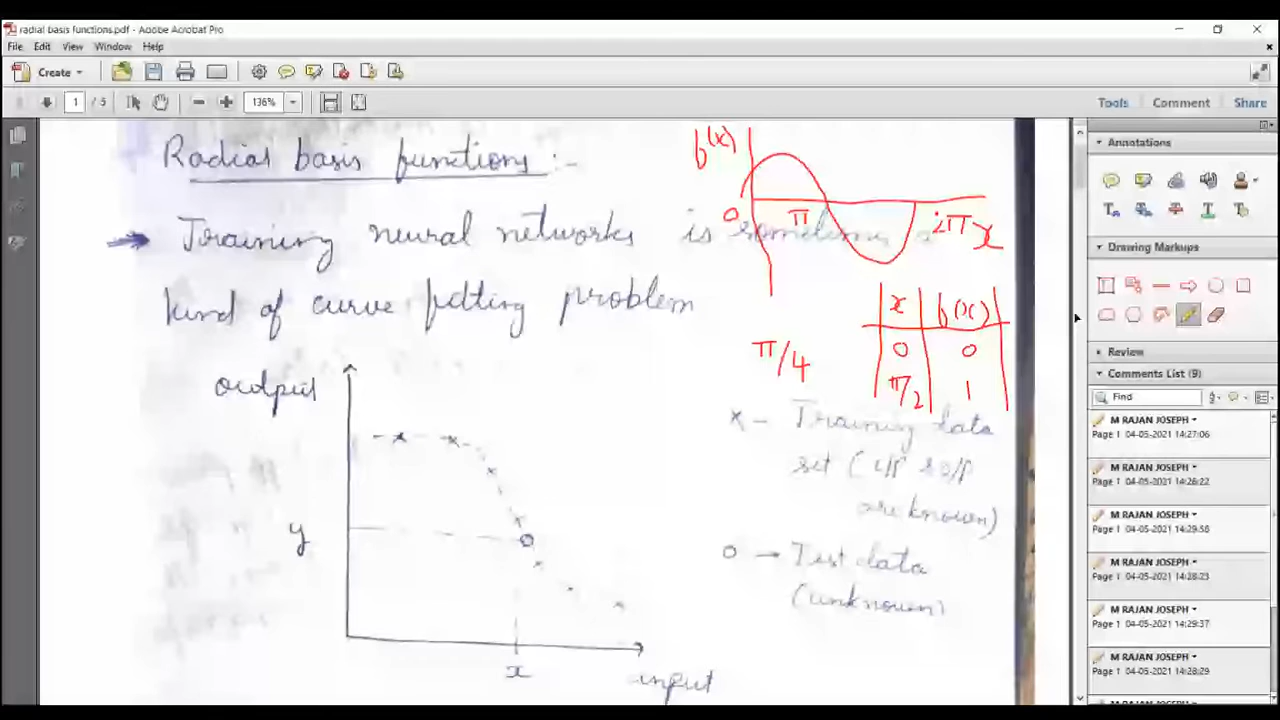 radial basis functions.pdf - Adobe Acrobat Pro
File Edit View Window Help
Create
1 / 5 136% Tools Comment Share
Radial basis functions :-
Training neural networks is sometimes a
kind of curve fitting problem
f(x)
0 π 2π x
x f(x)
0 0
π/2 1
π/4
output
y
x
input
x - Training data
set (i/p & o/p
are known)
o → Test data
(unknown)
Annotations
Drawing Markups
Review
Comments List (9)
Find
M RAJAN JOSEPH
Page 1 04-05-2021 14:27:06
M RAJAN JOSEPH
Page 1 04-05-2021 14:28:22
M RAJAN JOSEPH
Page 1 04-05-2021 14:29:58
M RAJAN JOSEPH
Page 1 04-05-2021 14:28:23
M RAJAN JOSEPH
Page 1 04-05-2021 14:29:37
M RAJAN JOSEPH
Page 1 04-05-2021 14:28:29
M RAJAN JOSEPH